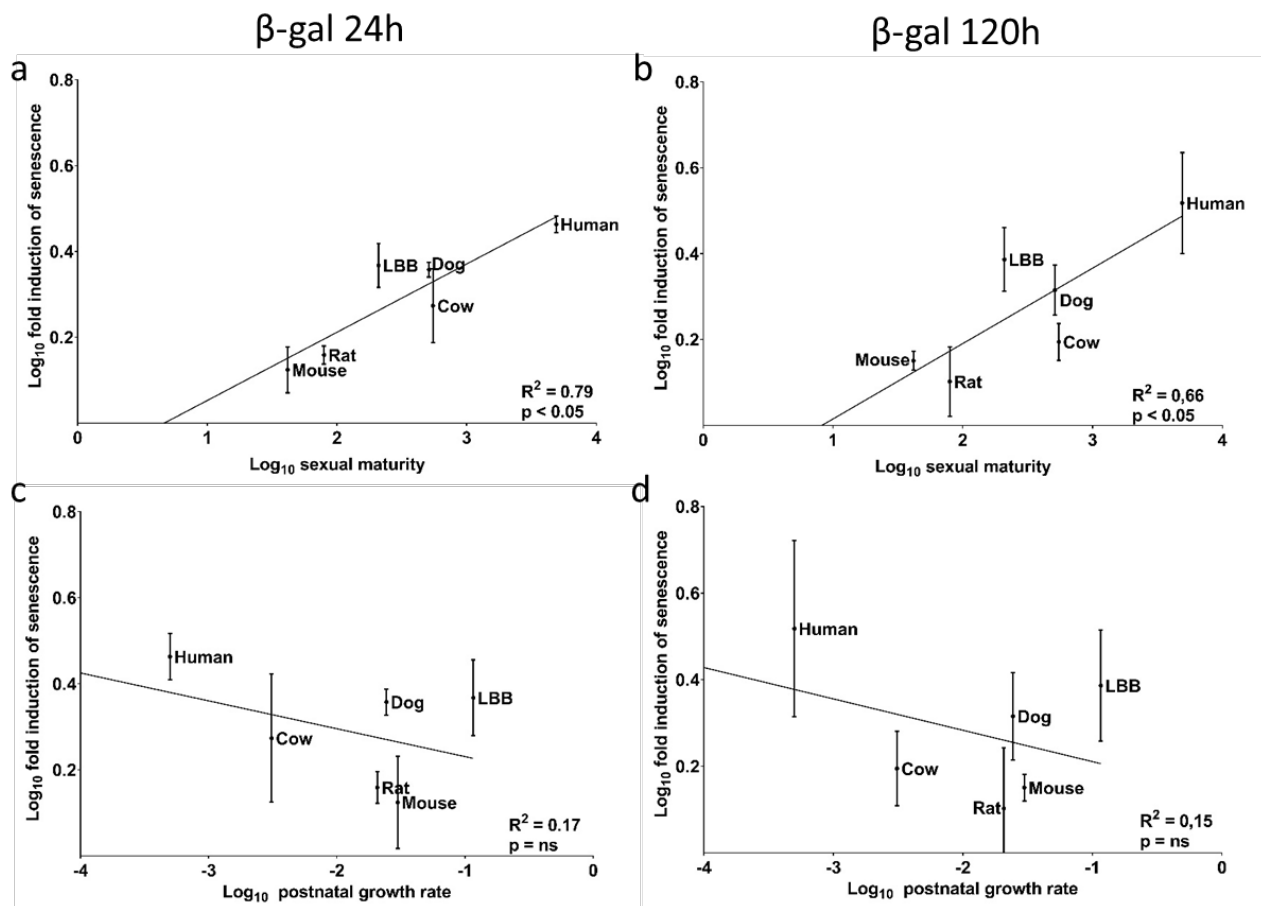 β-gal 24h
β-gal 120h
a
0.8
0.6
0.4
0.2
0
1
2
3
4
Log10 fold induction of senescence
Log10 sexual maturity
Mouse
Rat
LBB
Dog
Cow
Human
R² = 0.79
p < 0.05
b
0.8
0.6
0.4
0.2
0
1
2
3
4
Log10 fold induction of senescence
Log10 sexual maturity
Mouse
Rat
LBB
Dog
Cow
Human
R² = 0,66
p < 0.05
c
0.8
0.6
0.4
0.2
-4
-3
-2
-1
0
Log10 fold induction of senescence
Log10 postnatal growth rate
Human
Cow
Dog
LBB
Rat
Mouse
R² = 0.17
p = ns
d
0.8
0.6
0.4
0.2
-4
-3
-2
-1
0
Log10 fold induction of senescence
Log10 postnatal growth rate
Human
Cow
Rat
Dog
Mouse
LBB
R² = 0,15
p = ns